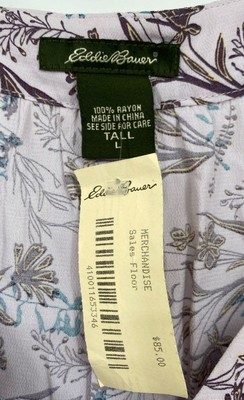 Eddie Bauer
100% RAYON
MADE IN CHINA
SEE SIDE FOR CARE
TALL
L
Eddie Bauer
MERCHANDISE
Sales Floor
$85.00
410011653346